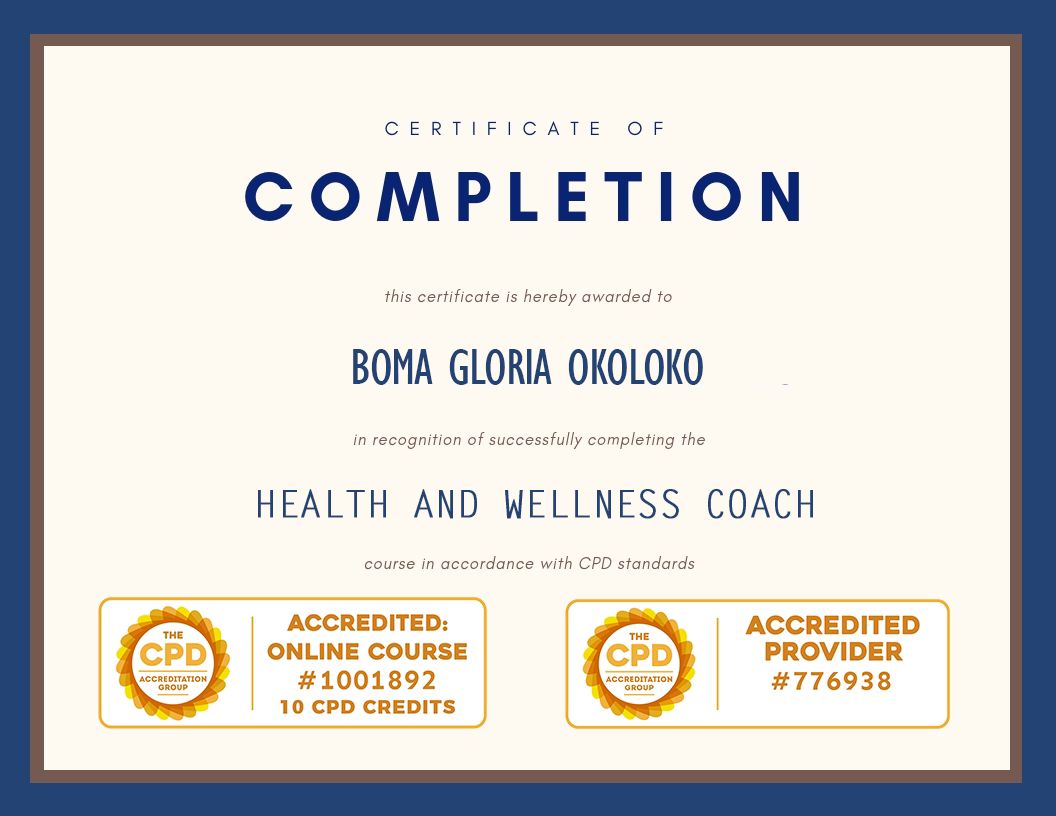 CERTIFICATE OF
COMPLETION
this certificate is hereby awarded to
BOMA GLORIA OKOLOKO
in recognition of successfully completing the
HEALTH AND WELLNESS COACH
course in accordance with CPD standards
THE
CPD
ACCREDITATION
GROUP
ACCREDITED:
ONLINE COURSE
#1001892
10 CPD CREDITS
THE
CPD
ACCREDITATION
GROUP
ACCREDITED
PROVIDER
#776938